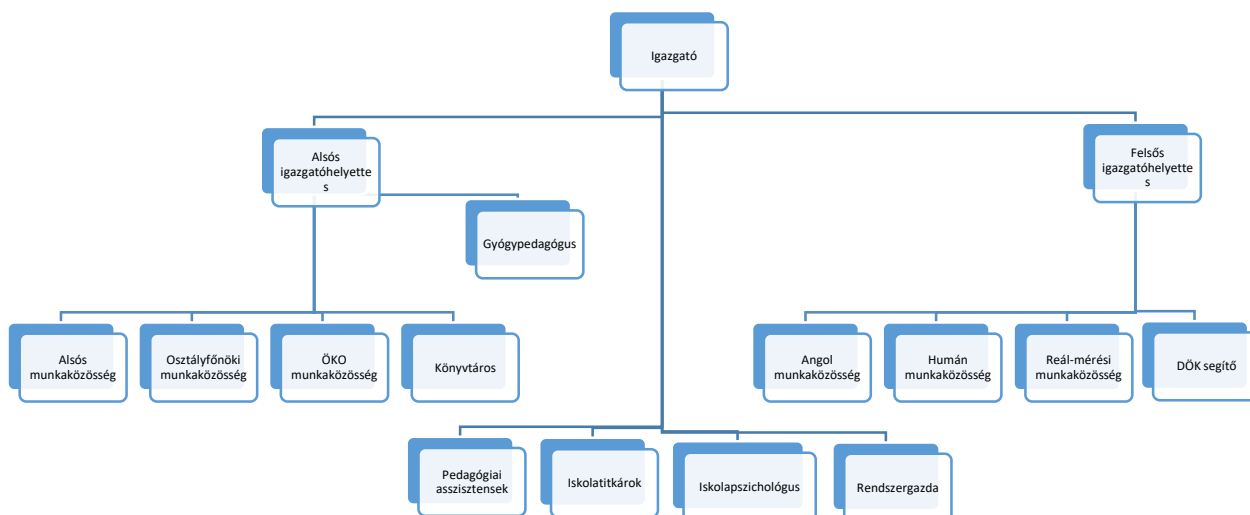 Igazgató
Alsós
igazgatóhelyette
s
Felsős
igazgatóhelyette
s
Gyógypedagógus
Alsós
munkaközösség
Osztályfőnöki
munkaközösség
ÖKO
munkaközösség
Könyvtáros
Angol
munkaközösség
Humán
munkaközösség
Reál-mérési
munkaközösség
DÖK segítő
Pedagógiai
asszisztensek
Iskolatitkárok
Iskolapszichológus
Rendszergazda